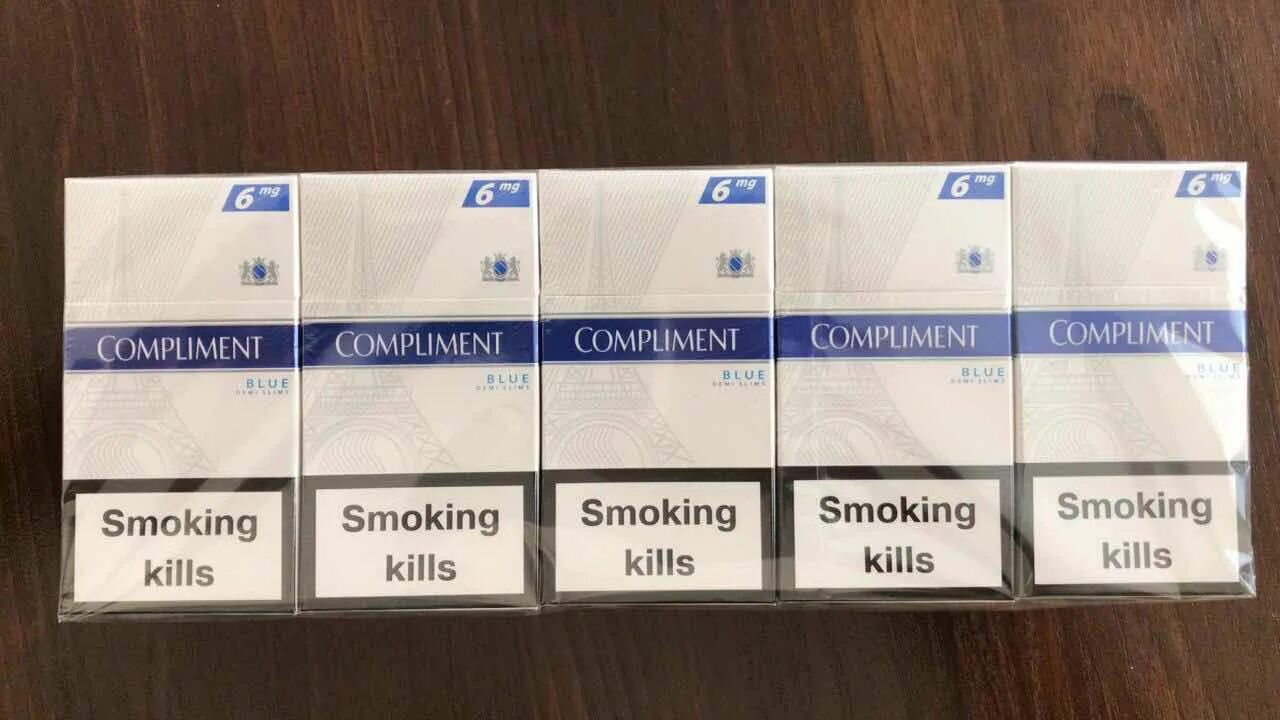 6 mg 6 mg 6 mg 6 mg 6 mg
COMPLIMENT COMPLIMENT COMPLIMENT COMPLIMENT COMPLIMENT
BLUE BLUE BLUE BLUE BLUE
DEMI SLIMS DEMI SLIMS DEMI SLIMS DEMI SLIMS DEMI SLIMS
Smoking Smoking Smoking Smoking Smoking
kills kills kills kills kills